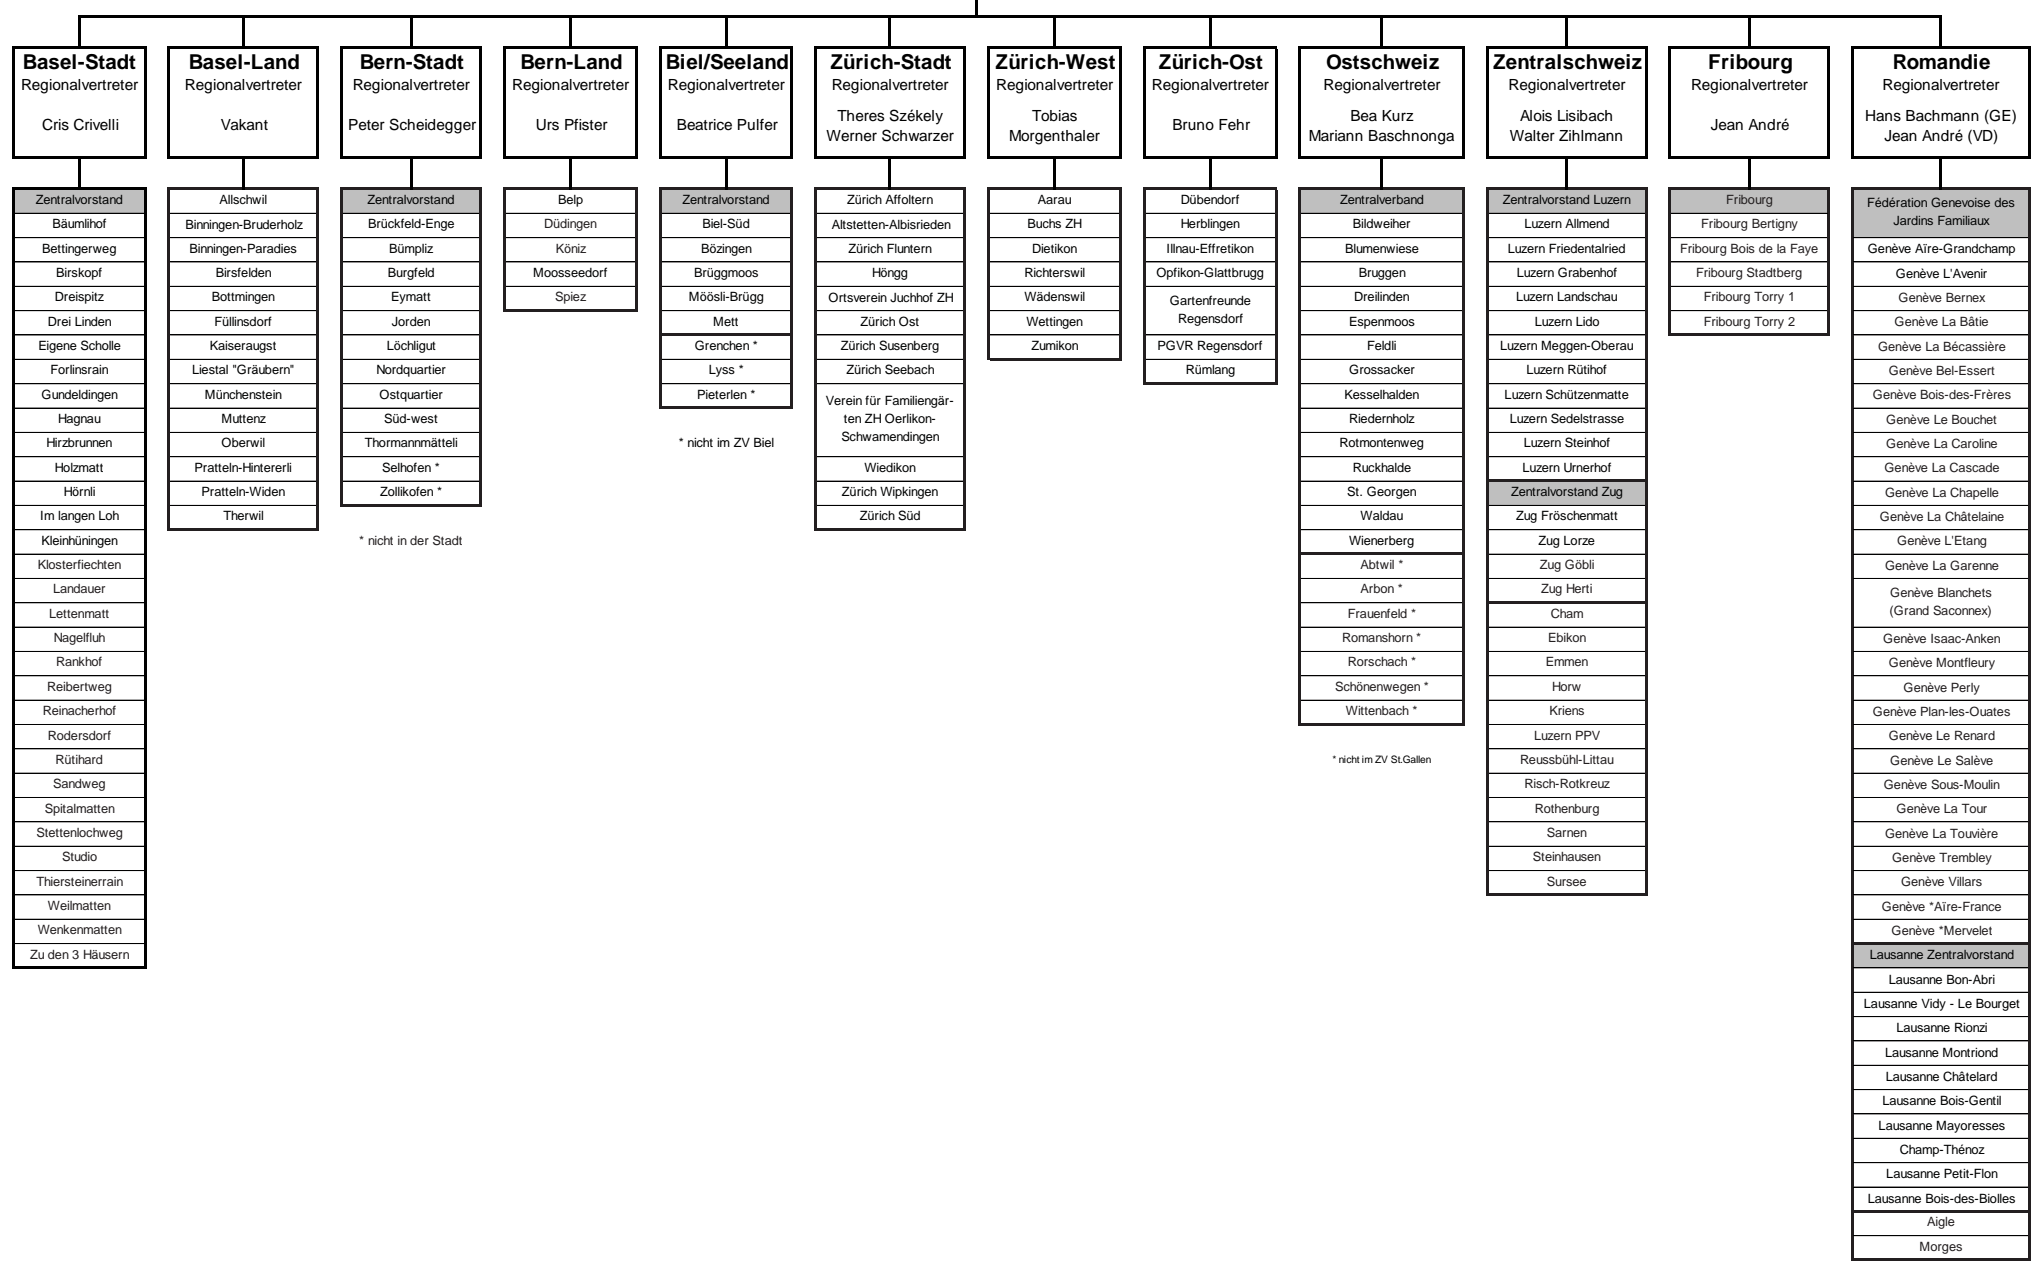 Basel-Stadt
Regionalvertreter
Cris Crivelli
Zentralvorstand
Bäumlihof
Bettingerweg
Birskopf
Dreispitz
Drei Linden
Eigene Scholle
Forlinsrain
Gundeldingen
Hagnau
Hirzbrunnen
Holzmatt
Hörnli
Im langen Loh
Kleinhüningen
Klosterfiechten
Landauer
Lettenmatt
Nagelfluh
Rankhof
Reibertweg
Reinacherhof
Rodersdorf
Rütihard
Sandweg
Spitalmatten
Stettenlochweg
Studio
Thiersteinerrain
Weilmatten
Wenkenmatten
Zu den 3 Häusern
Basel-Land
Regionalvertreter
Vakant
Allschwil
Binningen-Bruderholz
Binningen-Paradies
Birsfelden
Bottmingen
Füllinsdorf
Kaiseraugst
Liestal "Gräubern"
Münchenstein
Muttenz
Oberwil
Pratteln-Hintererli
Pratteln-Widen
Therwil
Bern-Stadt
Regionalvertreter
Peter Scheidegger
Zentralvorstand
Brückfeld-Enge
Bümpliz
Burgfeld
Eymatt
Jorden
Löchligut
Nordquartier
Ostquartier
Süd-west
Thormannmätteli
Selhofen *
Zollikofen *
* nicht in der Stadt
Bern-Land
Regionalvertreter
Urs Pfister
Belp
Düdingen
Köniz
Moosseedorf
Spiez
Biel/Seeland
Regionalvertreter
Beatrice Pulfer
Zentralvorstand
Biel-Süd
Bözingen
Brüggmoos
Möösli-Brügg
Mett
Grenchen *
Lyss *
Pieterlen *
* nicht im ZV Biel
Zürich-Stadt
Regionalvertreter
Theres Székely
Werner Schwarzer
Zürich Affoltern
Altstetten-Albisrieden
Zürich Fluntern
Höngg
Ortsverein Juchhof ZH
Zürich Ost
Zürich Susenberg
Zürich Seebach
Verein für Familiengär-
ten ZH Oerlikon-
Schwamendingen
Wiedikon
Zürich Wipkingen
Zürich Süd
Zürich-West
Regionalvertreter
Tobias
Morgenthaler
Aarau
Buchs ZH
Dietikon
Richterswil
Wädenswil
Wettingen
Zumikon
Zürich-Ost
Regionalvertreter
Bruno Fehr
Dübendorf
Herblingen
Illnau-Effretikon
Opfikon-Glattbrugg
Gartenfreunde
Regensdorf
PGVR Regensdorf
Rümlang
Ostschweiz
Regionalvertreter
Bea Kurz
Mariann Baschnonga
Zentralverband
Bildweiher
Blumenwiese
Bruggen
Dreilinden
Espenmoos
Feldli
Grossacker
Kesselhalden
Riedernholz
Rotmontenweg
Ruckhalde
St. Georgen
Waldau
Wienerberg
Abtwil *
Arbon *
Frauenfeld *
Romanshorn *
Rorschach *
Schönenwegen *
Wittenbach *
* nicht im ZV St.Gallen
Zentralschweiz
Regionalvertreter
Alois Lisibach
Walter Zihlmann
Zentralvorstand Luzern
Luzern Allmend
Luzern Friedentalried
Luzern Grabenhof
Luzern Landschau
Luzern Lido
Luzern Meggen-Oberau
Luzern Rütihof
Luzern Schützenmatte
Luzern Sedelstrasse
Luzern Steinhof
Luzern Urnerhof
Zentralvorstand Zug
Zug Fröschenmatt
Zug Lorze
Zug Göbli
Zug Herti
Cham
Ebikon
Emmen
Horw
Kriens
Luzern PPV
Reussbühl-Littau
Risch-Rotkreuz
Rothenburg
Sarnen
Steinhausen
Sursee
Fribourg
Regionalvertreter
Jean André
Fribourg
Fribourg Bertigny
Fribourg Bois de la Faye
Fribourg Stadtberg
Fribourg Torry 1
Fribourg Torry 2
Romandie
Regionalvertreter
Hans Bachmann (GE)
Jean André (VD)
Fédération Genevoise des
Jardins Familiaux
Genève Aïre-Grandchamp
Genève L'Avenir
Genève Bernex
Genève La Bâtie
Genève La Bécassière
Genève Bel-Essert
Genève Bois-des-Frères
Genève Le Bouchet
Genève La Caroline
Genève La Cascade
Genève La Chapelle
Genève La Châtelaine
Genève L'Etang
Genève La Garenne
Genève Blanchets
(Grand Saconnex)
Genève Isaac-Anken
Genève Montfleury
Genève Perly
Genève Plan-les-Ouates
Genève Le Renard
Genève Le Salève
Genève Sous-Moulin
Genève La Tour
Genève La Touvière
Genève Trembley
Genève Villars
Genève *Aïre-France
Genève *Mervelet
Lausanne Zentralvorstand
Lausanne Bon-Abri
Lausanne Vidy - Le Bourget
Lausanne Rionzi
Lausanne Montriond
Lausanne Châtelard
Lausanne Bois-Gentil
Lausanne Mayoresses
Champ-Thénoz
Lausanne Petit-Flon
Lausanne Bois-des-Biolles
Aigle
Morges